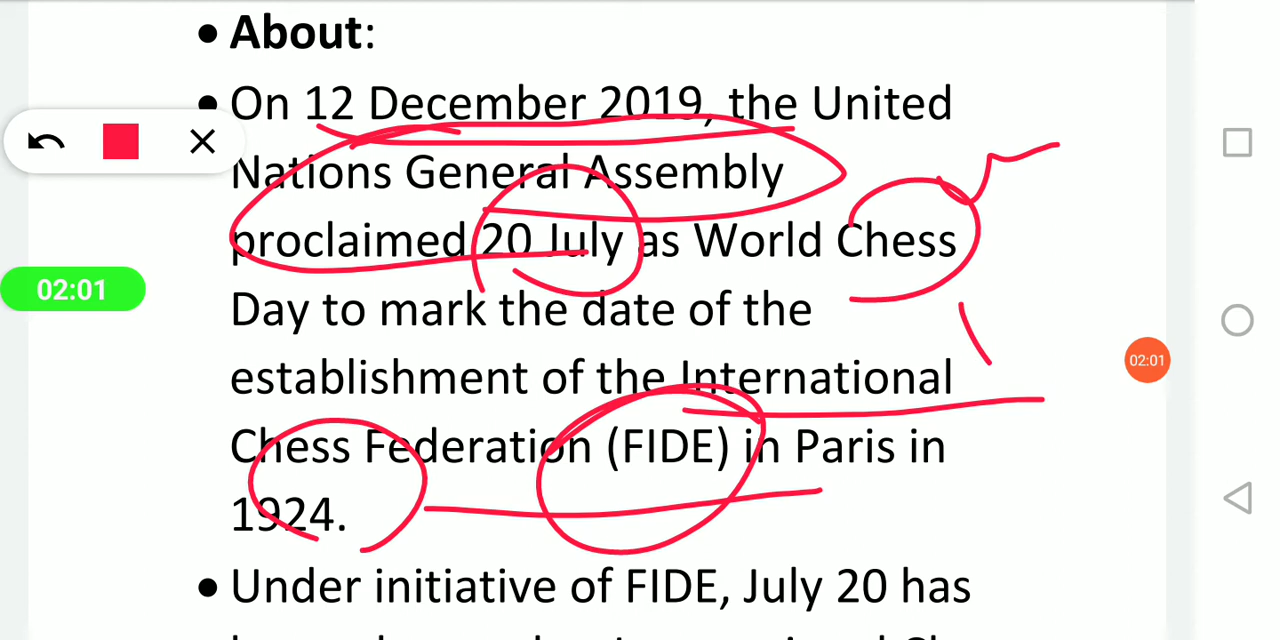 • About:
• On 12 December 2019, the United
Nations General Assembly
proclaimed 20 July as World Chess
Day to mark the date of the
02:01
02:01
establishment of the International
Chess Federation (FIDE) in Paris in
1924.
• Under initiative of FIDE, July 20 has